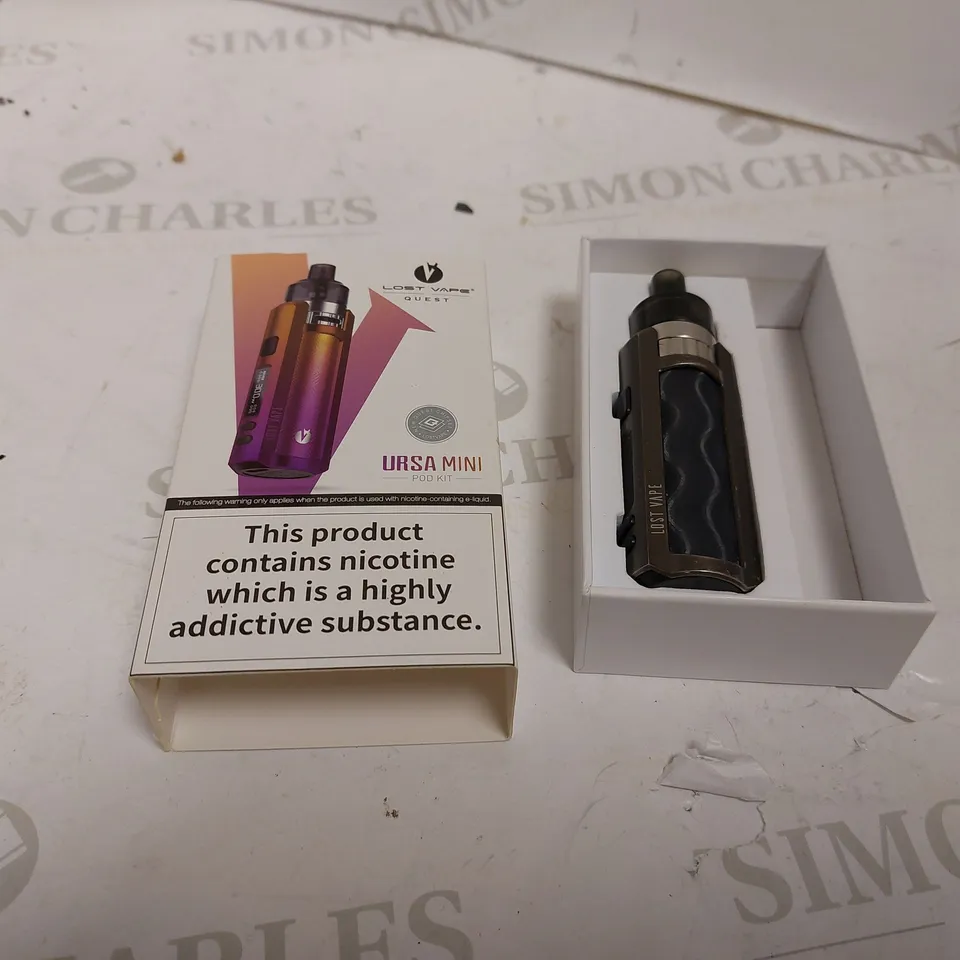 SIMON
SIMON CHARLES
SIMON CHARLES
LOST VAPE
QUEST
URSA MINI
POD KIT
The following warning only applies when the product is used with nicotine-containing e-liquid.
This product
contains nicotine
which is a highly
addictive substance.
LOST VAPE
SIMON
CHARLES